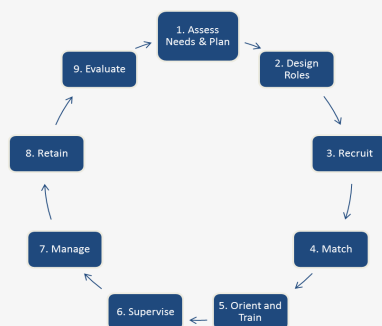 1. Assess
Needs & Plan
2. Design
Roles
3. Recruit
4. Match
5. Orient and
Train
6. Supervise
7. Manage
8. Retain
9. Evaluate